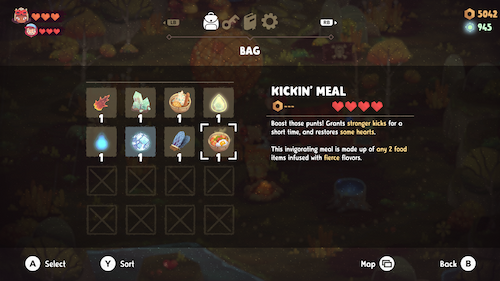 LB
RB
5042
945
BAG
1
1
1
1
1
1
1
1
KICKIN' MEAL
---
Boost those punts! Grants stronger kicks for a
short time, and restores some hearts.
This invigorating meal is made up of any 2 food
items infused with fierce flavors.
A Select
Y Sort
Map
Back B